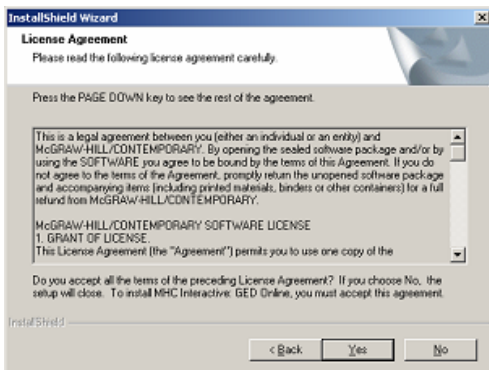 InstallShield Wizard
License Agreement
Please read the following license agreement carefully.
Press the PAGE DOWN key to see the rest of the agreement.
This is a legal agreement between you (either an individual or an entity) and
McGRAW-HILL/CONTEMPORARY. By opening the sealed software package and/or by
using the SOFTWARE you agree to be bound by the terms of this Agreement. If you do
not agree to the terms of the Agreement, promptly return the unopened software package
and accompanying items (including printed materials, binders or other containers) for a full
refund from McGRAW-HILL/CONTEMPORARY.
McGRAW-HILL/CONTEMPORARY SOFTWARE LICENSE
1. GRANT OF LICENSE.
This License Agreement (the "Agreement") permits you to use one copy of the
Do you accept all the terms of the preceding License Agreement? If you choose No, the
setup will close. To install MHC Interactive: GED Online, you must accept this agreement.
InstallShield
< Back Yes No